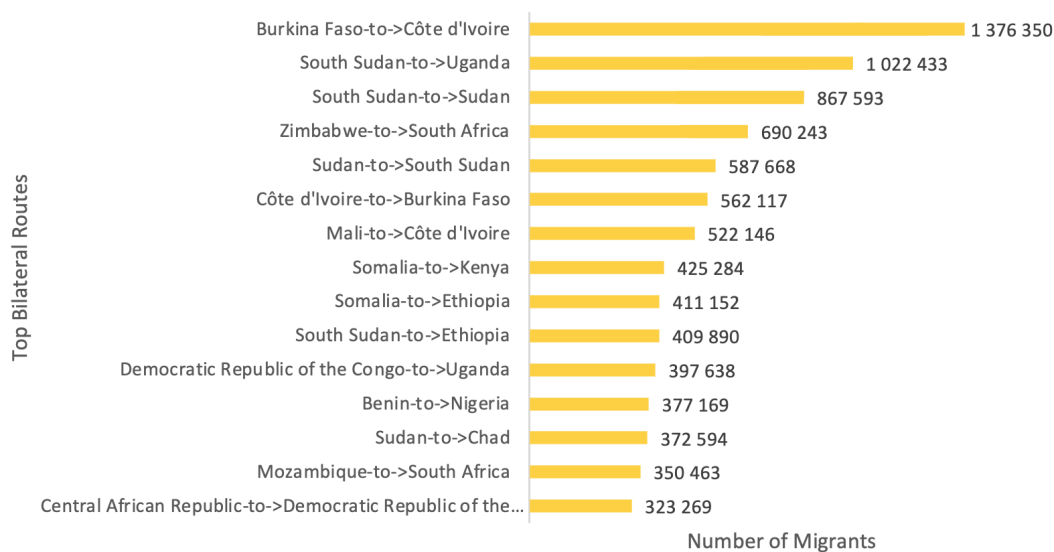 Burkina Faso-to->Côte d'Ivoire 1 376 350
South Sudan-to->Uganda 1 022 433
South Sudan-to->Sudan 867 593
Zimbabwe-to->South Africa 690 243
Sudan-to->South Sudan 587 668
Côte d'Ivoire-to->Burkina Faso 562 117
Mali-to->Côte d'Ivoire 522 146
Somalia-to->Kenya 425 284
Somalia-to->Ethiopia 411 152
South Sudan-to->Ethiopia 409 890
Democratic Republic of the Congo-to->Uganda 397 638
Benin-to->Nigeria 377 169
Sudan-to->Chad 372 594
Mozambique-to->South Africa 350 463
Central African Republic-to->Democratic Republic of the... 323 269
Top Bilateral Routes
Number of Migrants